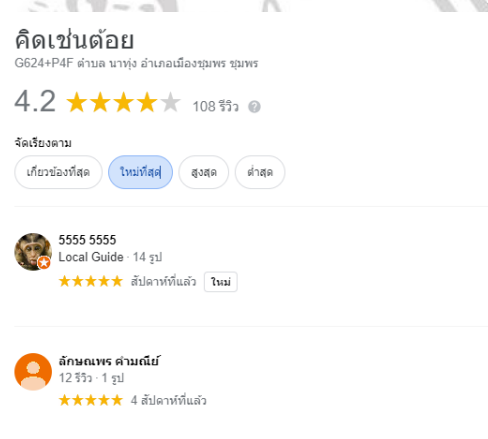 คิดเช่นต้อย
G624+P4F ตำบล นาทุ่ง อำเภอเมืองชุมพร ชุมพร
4.2 108 รีวิว ?
จัดเรียงตาม
เกี่ยวข้องที่สุด ใหม่ที่สุด สูงสุด ต่ำสุด
5555 5555
Local Guide · 14 รูป
สัปดาห์ที่แล้ว ใหม่
ลักษณพร คำมณีย์
12 รีวิว · 1 รูป
4 สัปดาห์ที่แล้ว